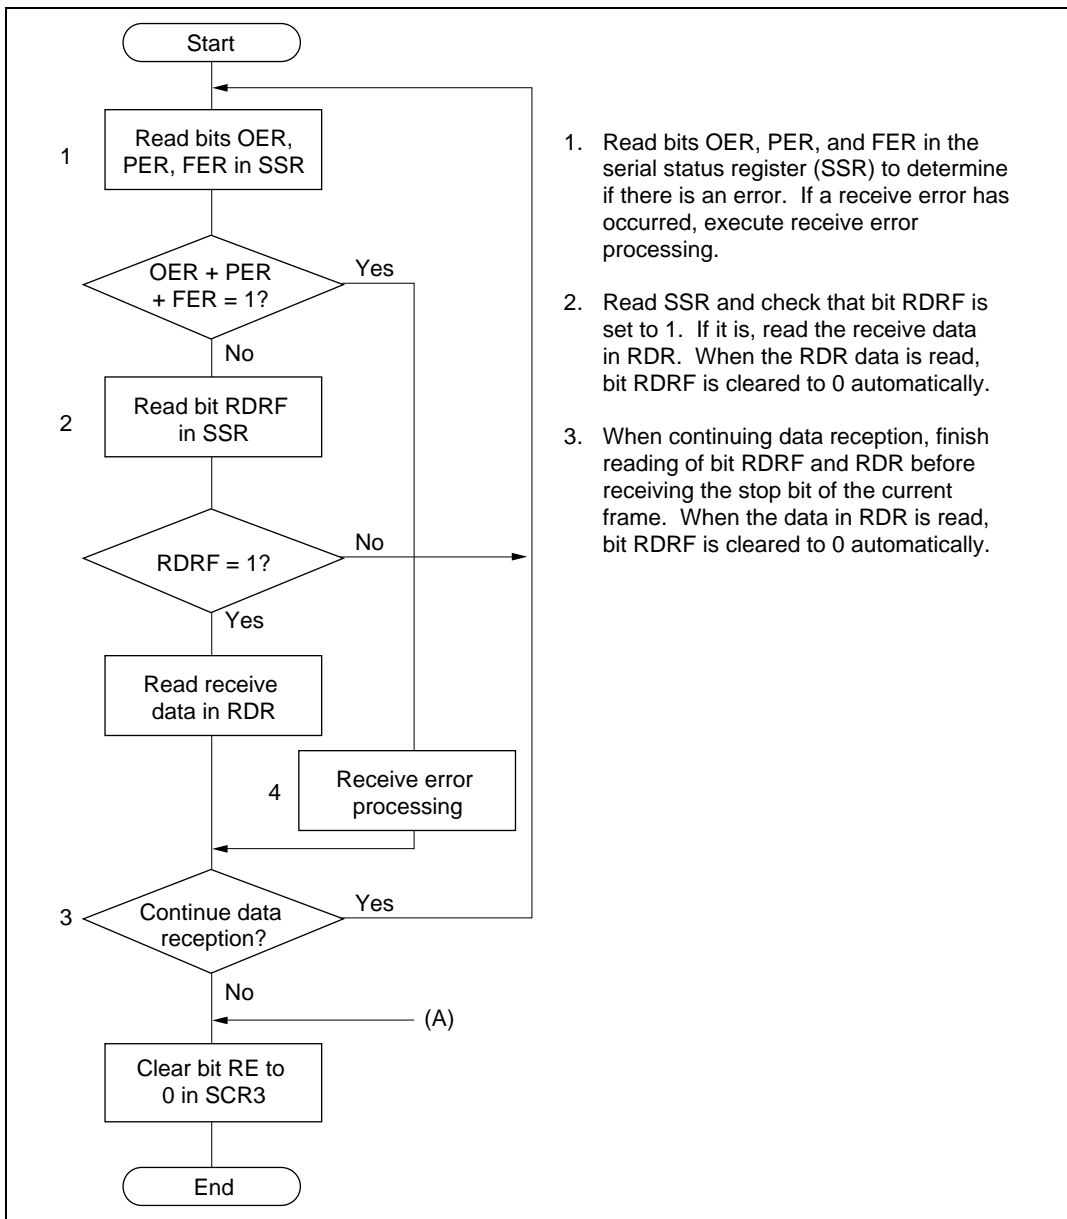 Start
1
Read bits OER,
PER, FER in SSR
OER + PER
+ FER = 1?
Yes
No
2
Read bit RDRF
in SSR
RDRF = 1?
No
Yes
Read receive
data in RDR
4
Receive error
processing
3
Continue data
reception?
Yes
No
(A)
Clear bit RE to
0 in SCR3
End
1. Read bits OER, PER, and FER in the
serial status register (SSR) to determine
if there is an error. If a receive error has
occurred, execute receive error
processing.
2. Read SSR and check that bit RDRF is
set to 1. If it is, read the receive data
in RDR. When the RDR data is read,
bit RDRF is cleared to 0 automatically.
3. When continuing data reception, finish
reading of bit RDRF and RDR before
receiving the stop bit of the current
frame. When the data in RDR is read,
bit RDRF is cleared to 0 automatically.